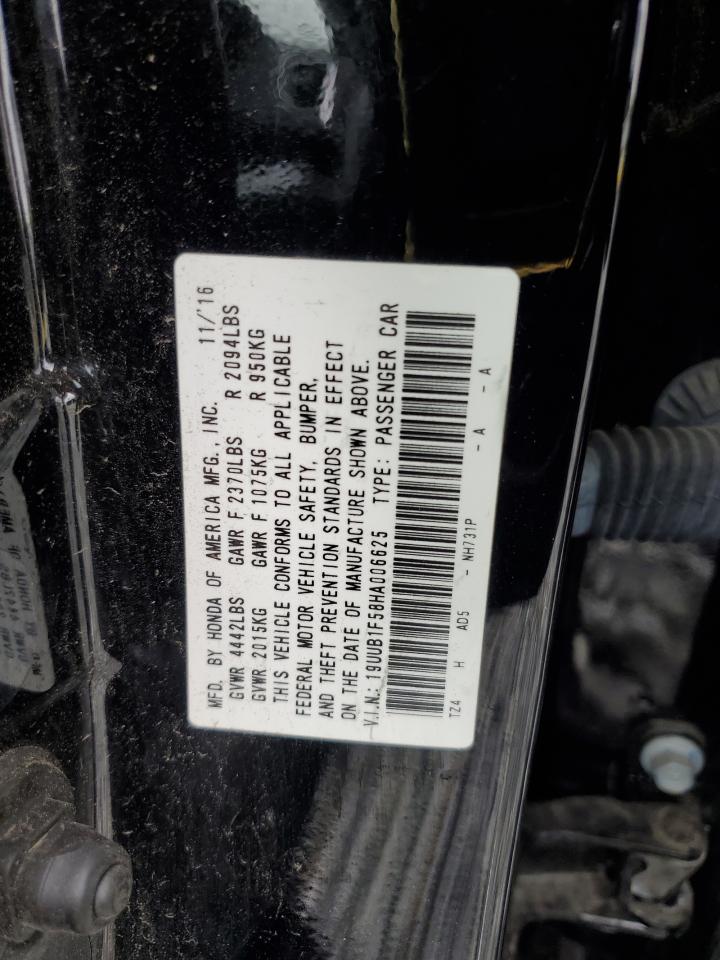 MFD. BY HONDA OF AMERICA MFG., INC. 11/'16
GVWR 4442LBS GAWR F 2370LBS R 2094LBS
GVWR 2015KG GAWR F 1075KG R 950KG
THIS VEHICLE CONFORMS TO ALL APPLICABLE
FEDERAL MOTOR VEHICLE SAFETY, BUMPER,
AND THEFT PREVENTION STANDARDS IN EFFECT
ON THE DATE OF MANUFACTURE SHOWN ABOVE.
V.I.N.: 19UUB1F58HA006625 TYPE: PASSENGER CAR
TZ4 H AD5 - NH731P - A - A